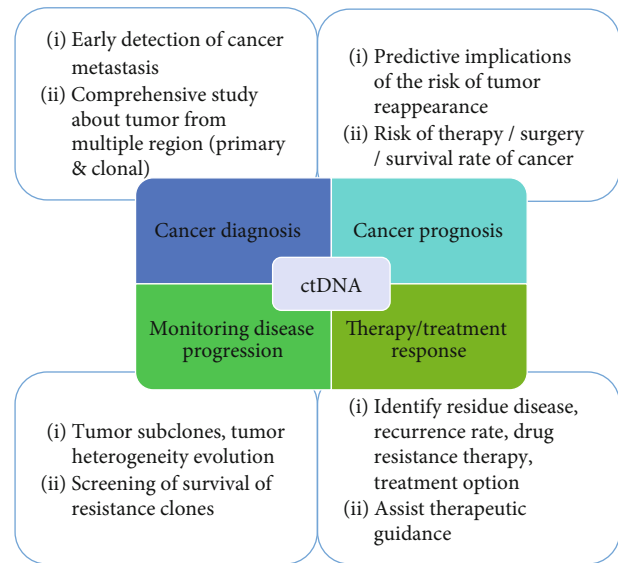 (i) Early detection of cancer
metastasis
(ii) Comprehensive study
about tumor from
multiple region (primary
& clonal)
(i) Predictive implications
of the risk of tumor
reappearance
(ii) Risk of therapy / surgery
/ survival rate of cancer
Cancer diagnosis
Cancer prognosis
ctDNA
Monitoring disease
progression
Therapy/treatment
response
(i) Tumor subclones, tumor
heterogeneity evolution
(ii) Screening of survival of
resistance clones
(i) Identify residue disease,
recurrence rate, drug
resistance therapy,
treatment option
(ii) Assist therapeutic
guidance